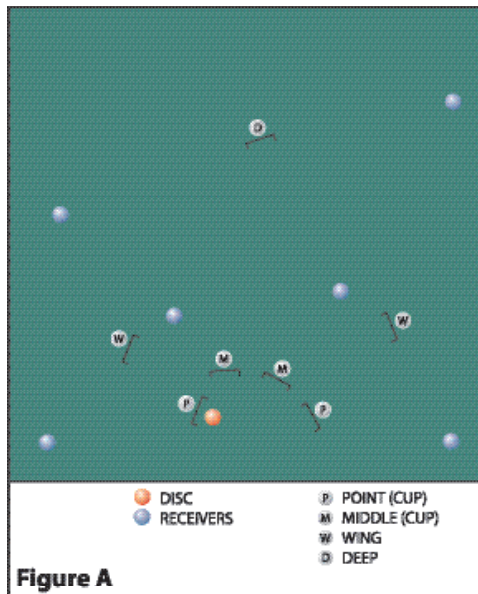 D
W
W
M
M
P
P
DISC
RECEIVERS
P POINT (CUP)
M MIDDLE (CUP)
W WING
D DEEP
Figure A